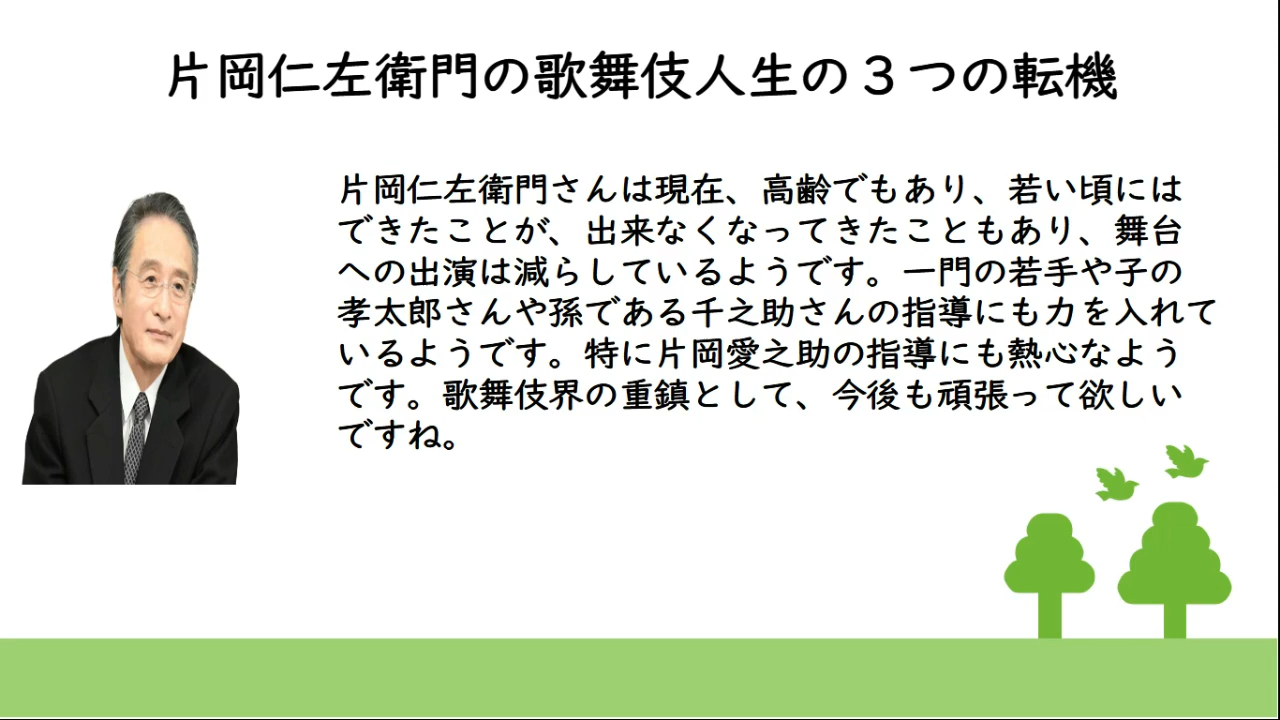 片岡仁左衛門の歌舞伎人生の３つの転機
片岡仁左衛門さんは現在、高齢でもあり、若い頃には
できたことが、出来なくなってきたこともあり、舞台
への出演は減らしているようです。一門の若手や子の
孝太郎さんや孫である千之助さんの指導にも力を入れて
いるようです。特に片岡愛之助の指導にも熱心なよう
です。歌舞伎界の重鎮として、今後も頑張って欲しい
ですね。